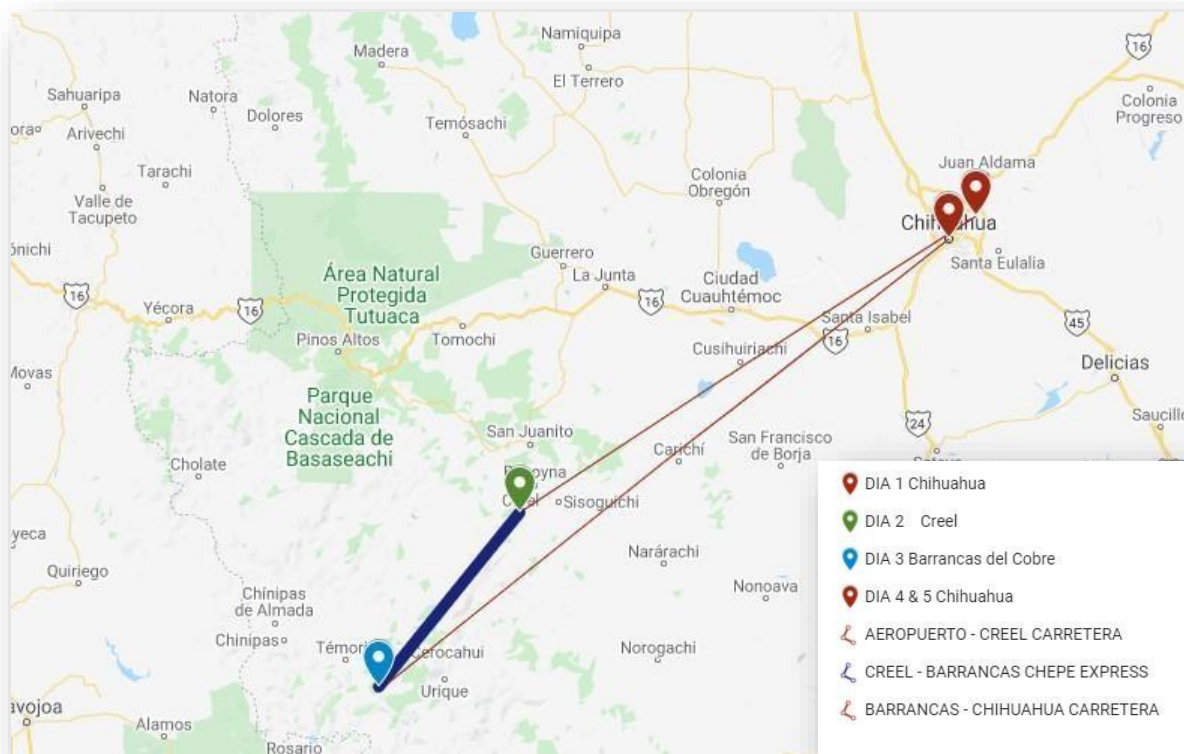 Namiquipa
16
Madera
El Terrero
Sahuaripa
Natora
Colonia
Progreso
Dolores
Temósachi
Arivechi
Juan Aldama
Tarachi
Colonia
Obregón
Valle de
Tacupeto
Chihuahua
Guerrero
Santa Eulalia
Área Natural
Protegida
Tutuaca
La Junta
Ciudad
Cuauhtémoc
16
16
16
Yécora
Santa Isabel
45
Pinos Altos
Tomochi
16
Cusihuiriachi
Delicias
Movas
Parque
Nacional
Cascada de
Basaseachi
Saucillo
24
San Juanito
San Francisco
de Borja
Carichí
Cholate
Creel
Sisoguichi
Narárachi
Quiriego
Nonoava
Chínipas
de Almada
Chinipas
Cerocahui
Norogachi
Urique
Alamos
Rosario
DIA 1 Chihuahua
DIA 2 Creel
DIA 3 Barrancas del Cobre
DIA 4 & 5 Chihuahua
AEROPUERTO - CREEL CARRETERA
CREEL - BARRANCAS CHEPE EXPRESS
BARRANCAS - CHIHUAHUA CARRETERA